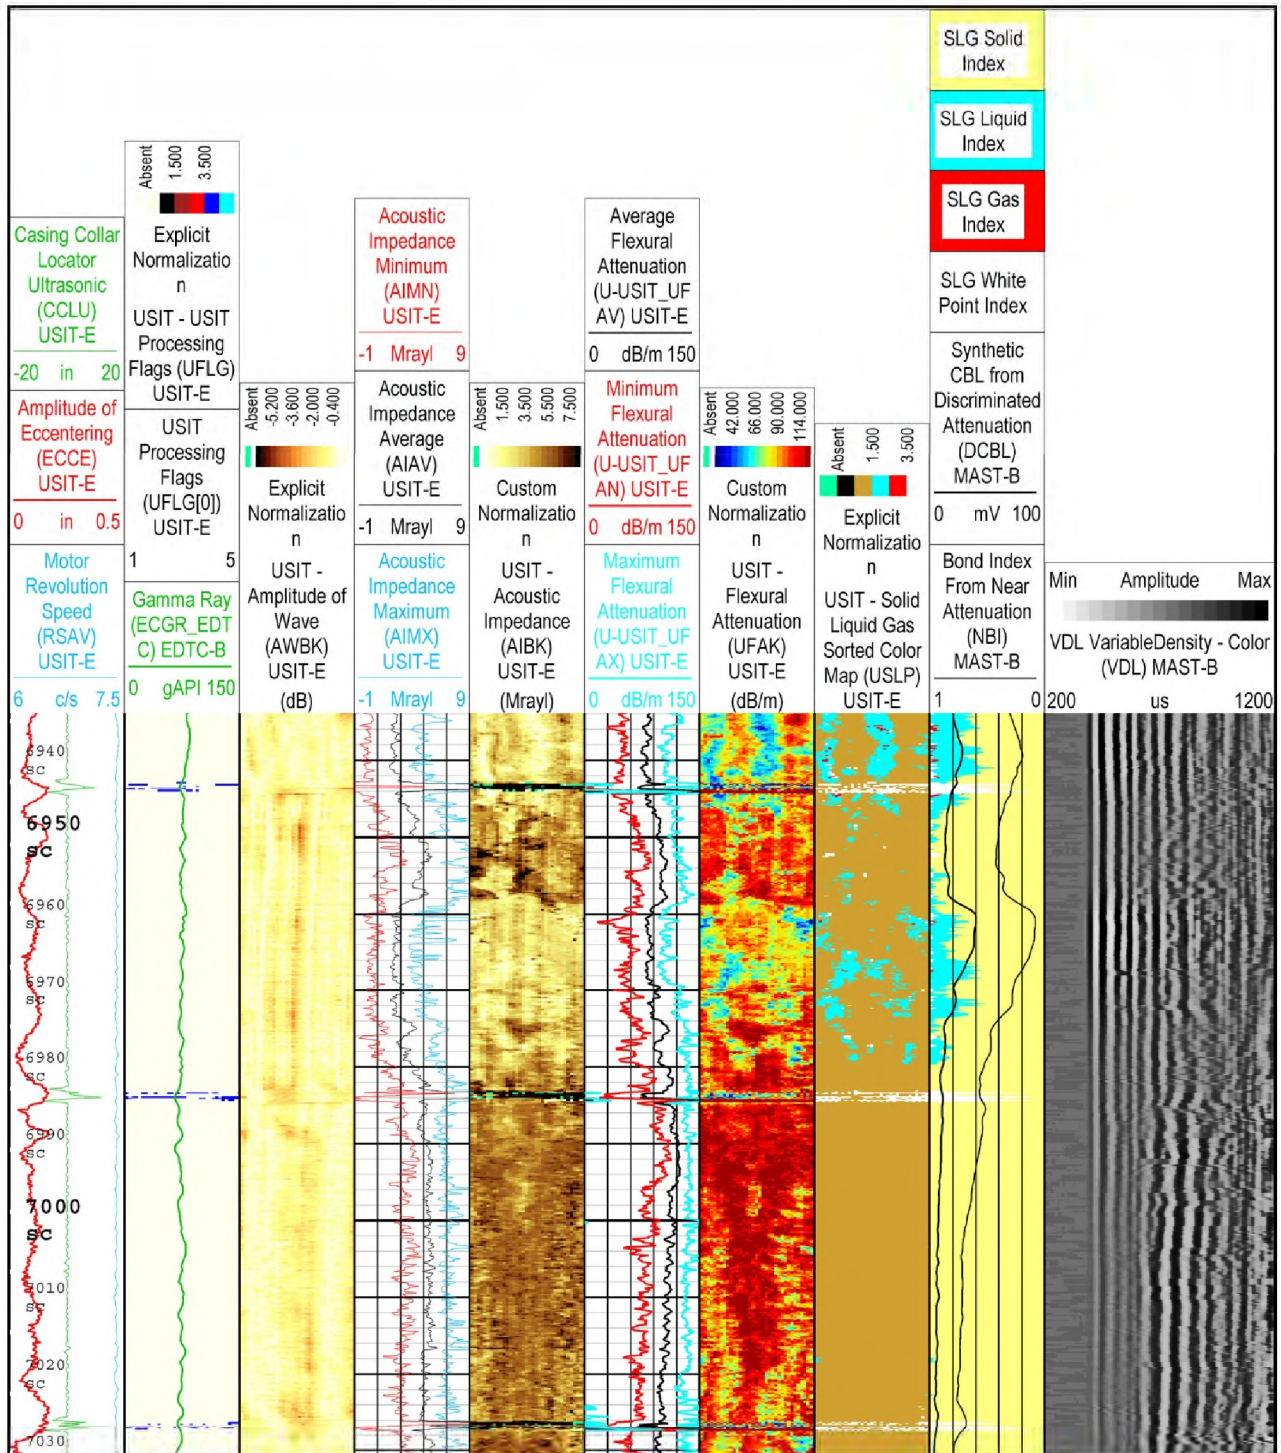 SLG Solid
Index
SLG Liquid
Index
SLG Gas
Index
SLG White
Point Index
Synthetic
CBL from
Discriminated
Attenuation
(DCBL)
MAST-B
0 mV 100
Bond Index
From Near
Attenuation
(NBI)
MAST-B
1 0
Casing Collar
Locator
Ultrasonic
(CCLU)
USIT-E
-20 in 20
Amplitude of
Eccentering
(ECCE)
USIT-E
0 in 0.5
Motor
Revolution
Speed
(RSAV)
USIT-E
6 c/s 7.5
Absent
1.500
3.500
Explicit
Normalizatio
n
USIT - USIT
Processing
Flags (UFLG)
USIT-E
USIT
Processing
Flags
(UFLG[0])
USIT-E
1 5
Gamma Ray
(ECGR_EDT
C) EDTC-B
0 gAPI 150
Absent
-5.200
-3.600
-2.000
-0.400
Explicit
Normalizatio
n
USIT -
Amplitude of
Wave
(AWBK)
USIT-E
(dB)
Acoustic
Impedance
Minimum
(AIMN)
USIT-E
-1 Mrayl 9
Acoustic
Impedance
Average
(AIAV)
USIT-E
-1 Mrayl 9
Acoustic
Impedance
Maximum
(AIMX)
USIT-E
-1 Mrayl 9
Absent
1.500
3.500
5.500
7.500
Custom
Normalizatio
n
USIT -
Acoustic
Impedance
(AIBK)
USIT-E
(Mrayl)
Average
Flexural
Attenuation
(U-USIT_UF
AV) USIT-E
0 dB/m 150
Minimum
Flexural
Attenuation
(U-USIT_UF
AN) USIT-E
0 dB/m 150
Maximum
Flexural
Attenuation
(U-USIT_UF
AX) USIT-E
0 dB/m 150
Absent
42.000
66.000
90.000
114.000
Custom
Normalizatio
n
USIT -
Flexural
Attenuation
(UFAK)
USIT-E
(dB/m)
Absent
1.500
3.500
Explicit
Normalizatio
n
USIT - Solid
Liquid Gas
Sorted Color
Map (USLP)
USIT-E
Min Amplitude Max
VDL VariableDensity - Color
(VDL) MAST-B
200 us 1200
6940
sc
6950
sc
6960
sc
6970
sc
6980
sc
6990
sc
7000
sc
7010
sc
7020
sc
7030